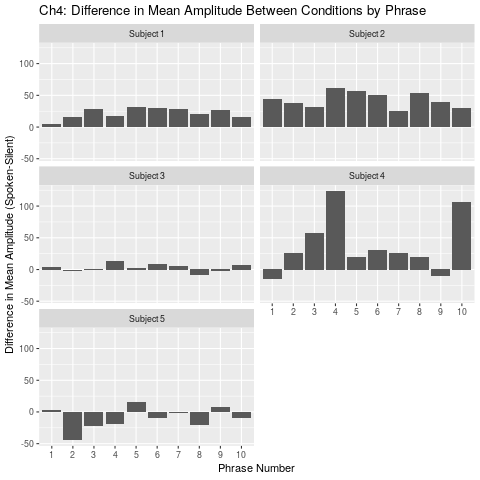 Ch4: Difference in Mean Amplitude Between Conditions by Phrase
Subject 1
Subject 2
100
50
0
-50
Subject 3
Subject 4
100
50
0
-50
1 2 3 4 5 6 7 8 9 10
Subject 5
100
50
0
-50
1 2 3 4 5 6 7 8 9 10
Difference in Mean Amplitude (Spoken-Silent)
Phrase Number